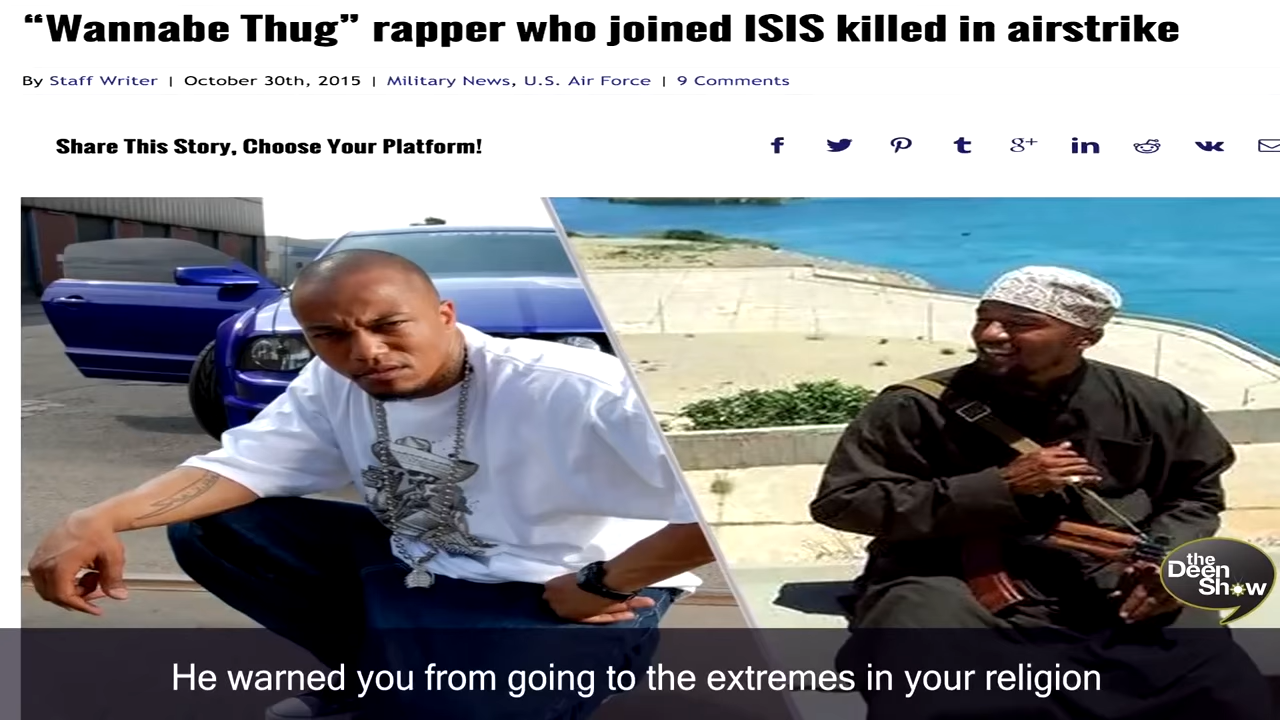 “Wannabe Thug” rapper who joined ISIS killed in airstrike
By Staff Writer | October 30th, 2015 | Military News, U.S. Air Force | 9 Comments
Share This Story, Choose Your Platform!
the
Deen
Show
He warned you from going to the extremes in your religion